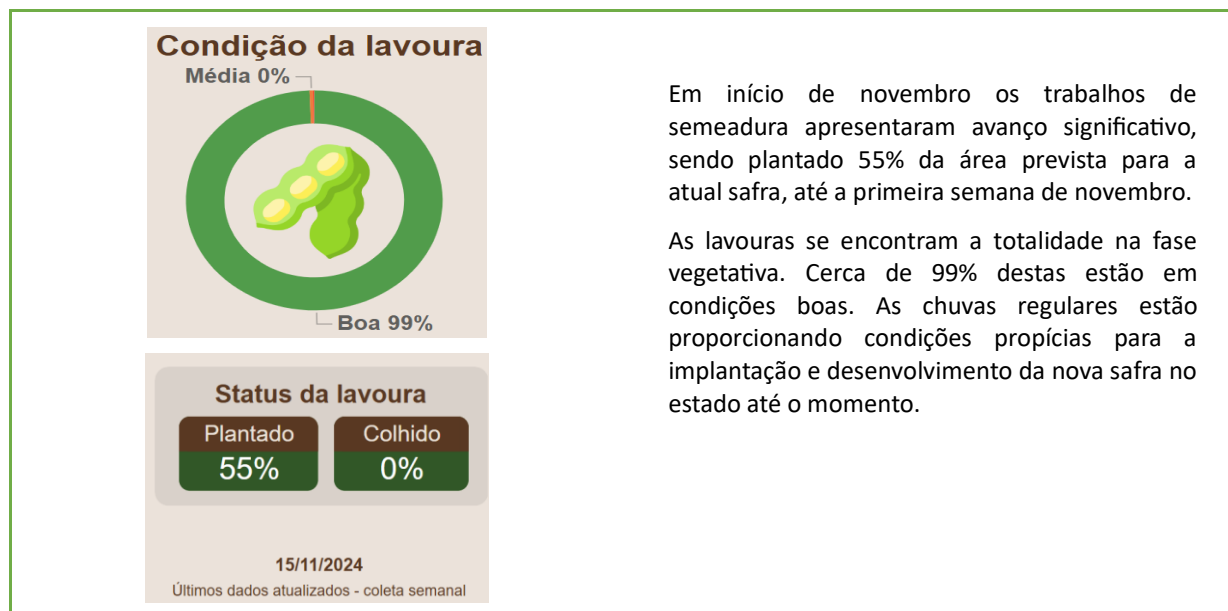 Condição da lavoura
Média 0%
Boa 99%
Status da lavoura
Plantado
Colhido
55%
0%
15/11/2024
Últimos dados atualizados - coleta semanal
Em início de novembro os trabalhos de
semeadura apresentaram avanço significativo,
sendo plantado 55% da área prevista para a
atual safra, até a primeira semana de novembro.
As lavouras se encontram a totalidade na fase
vegetativa. Cerca de 99% destas estão em
condições boas. As chuvas regulares estão
proporcionando condições propícias para a
implantação e desenvolvimento da nova safra no
estado até o momento.